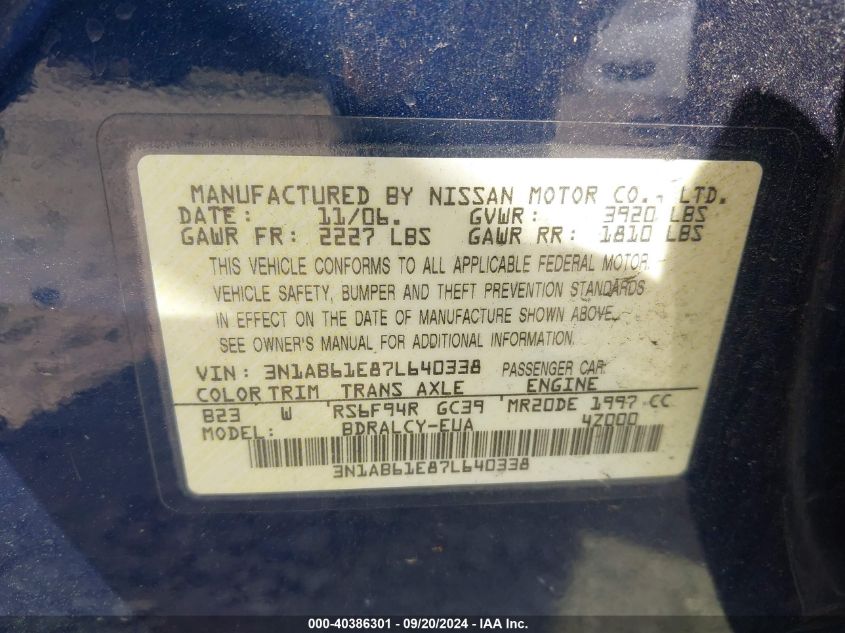 MANUFACTURED BY NISSAN MOTOR CO., LTD.
DATE: 11/06. GVWR: 3920 LBS
GAWR FR: 2227 LBS GAWR RR: 1810 LBS
THIS VEHICLE CONFORMS TO ALL APPLICABLE FEDERAL MOTOR
VEHICLE SAFETY, BUMPER AND THEFT PREVENTION STANDARDS
IN EFFECT ON THE DATE OF MANUFACTURE SHOWN ABOVE.
SEE OWNER'S MANUAL FOR ADDITIONAL INFORMATION.
VIN: 3N1AB61E87L640338 PASSENGER CAR
COLOR TRIM TRANS AXLE ENGINE
B23 W RS6F94R GC39 MR20DE 1997 CC
MODEL: BDRALCY-EUA 4Z000
3N1AB61E87L640338
000-40386301 - 09/20/2024 - IAA Inc.